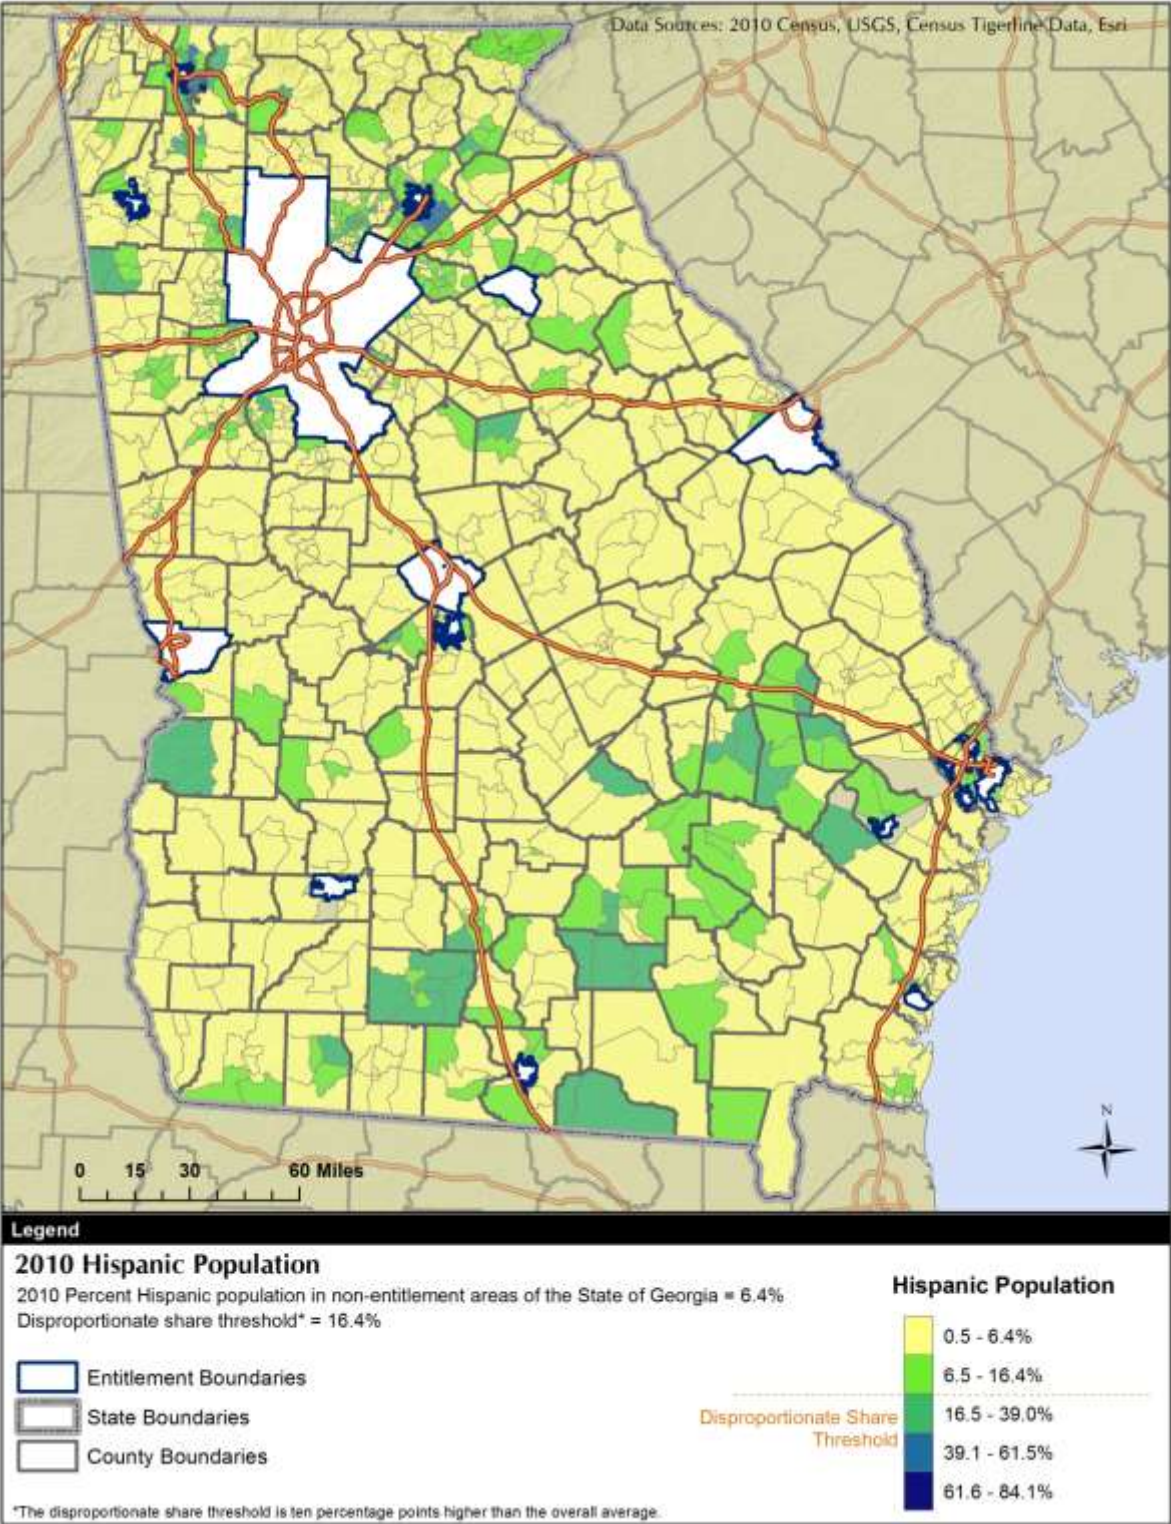 Data Sources: 2010 Census, USGS, Census Tigerline Data, Esri
N
0 15 30 60 Miles
Legend
2010 Hispanic Population
2010 Percent Hispanic population in non-entitlement areas of the State of Georgia = 6.4%
Disproportionate share threshold* = 16.4%
Entitlement Boundaries
State Boundaries
County Boundaries
*The disproportionate share threshold is ten percentage points higher than the overall average.
Hispanic Population
0.5 - 6.4%
6.5 - 16.4%
Disproportionate Share
Threshold
16.5 - 39.0%
39.1 - 61.5%
61.6 - 84.1%